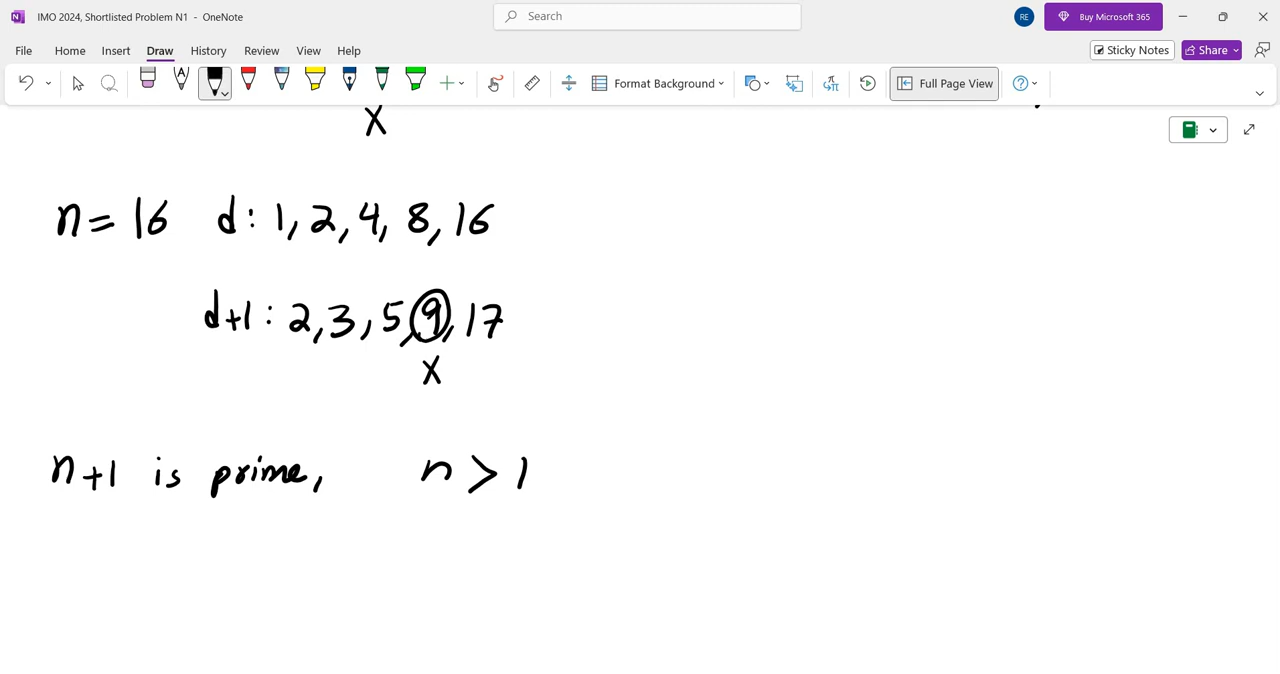 IMO 2024, Shortlisted Problem N1 - OneNote
Search
RE
Buy Microsoft 365
File Home Insert Draw History Review View Help
Sticky Notes
Share
Format Background
Full Page View
x
n = 16 d : 1, 2, 4, 8, 16
d+1 : 2, 3, 5, 9, 17
x
n+1 is prime, n > 1